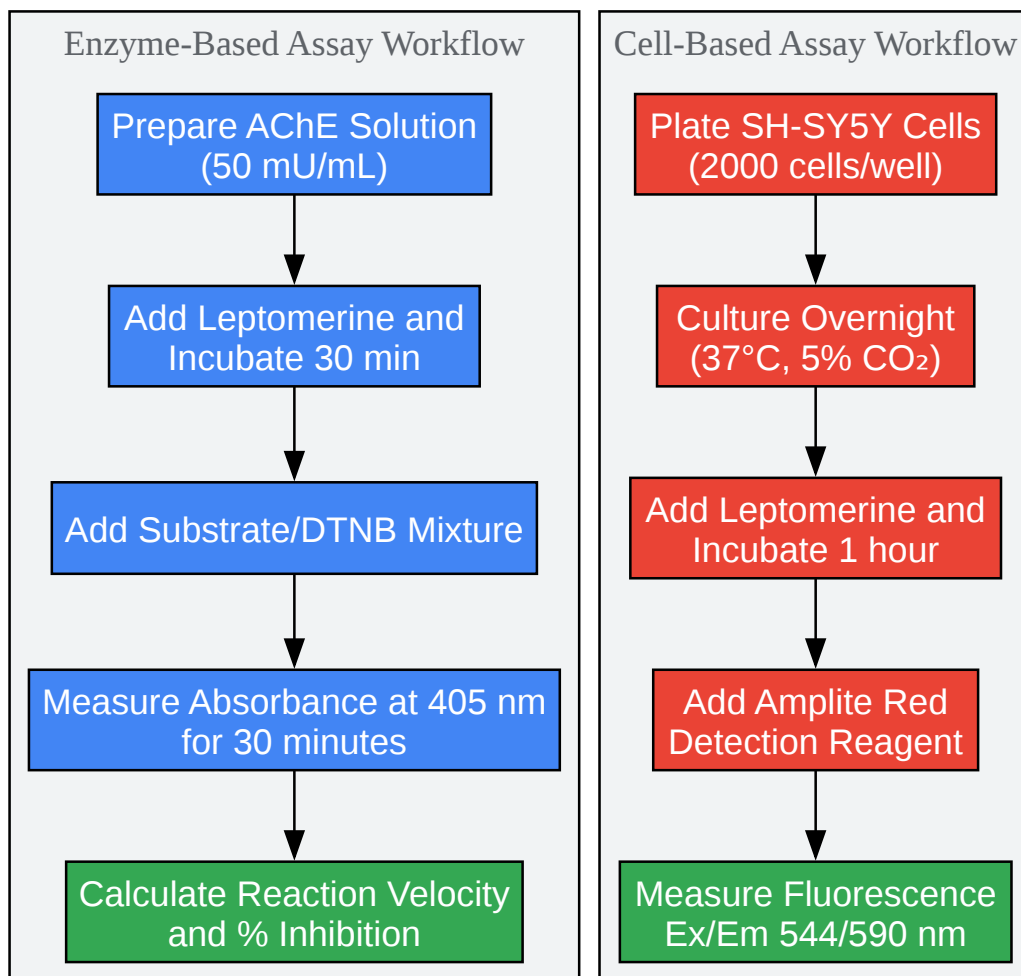 Enzyme-Based Assay Workflow
Prepare AChE Solution
(50 mU/mL)
Add Leptomerine and
Incubate 30 min
Add Substrate/DTNB Mixture
Measure Absorbance at 405 nm
for 30 minutes
Calculate Reaction Velocity
and % Inhibition
Cell-Based Assay Workflow
Plate SH-SY5Y Cells
(2000 cells/well)
Culture Overnight
(37°C, 5% CO₂)
Add Leptomerine and
Incubate 1 hour
Add Amplite Red
Detection Reagent
Measure Fluorescence
Ex/Em 544/590 nm